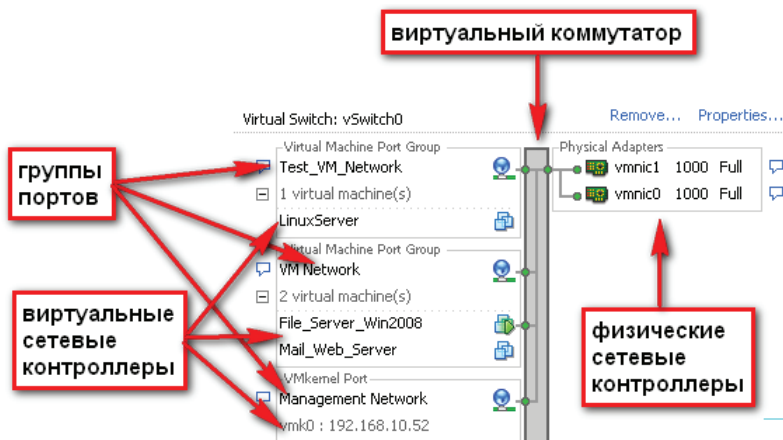 виртуальный коммутатор
Virtual Switch: vSwitch0
Remove... Properties...
группы
портов
Virtual Machine Port Group
Test_VM_Network
1 virtual machine(s)
LinuxServer
Virtual Machine Port Group
VM Network
2 virtual machine(s)
File_Server_Win2008
Mail_Web_Server
VMkernel Port
Management Network
vmk0 : 192.168.10.52
Physical Adapters
vmnic1 1000 Full
vmnic0 1000 Full
виртуальные
сетевые
контроллеры
физические
сетевые
контроллеры